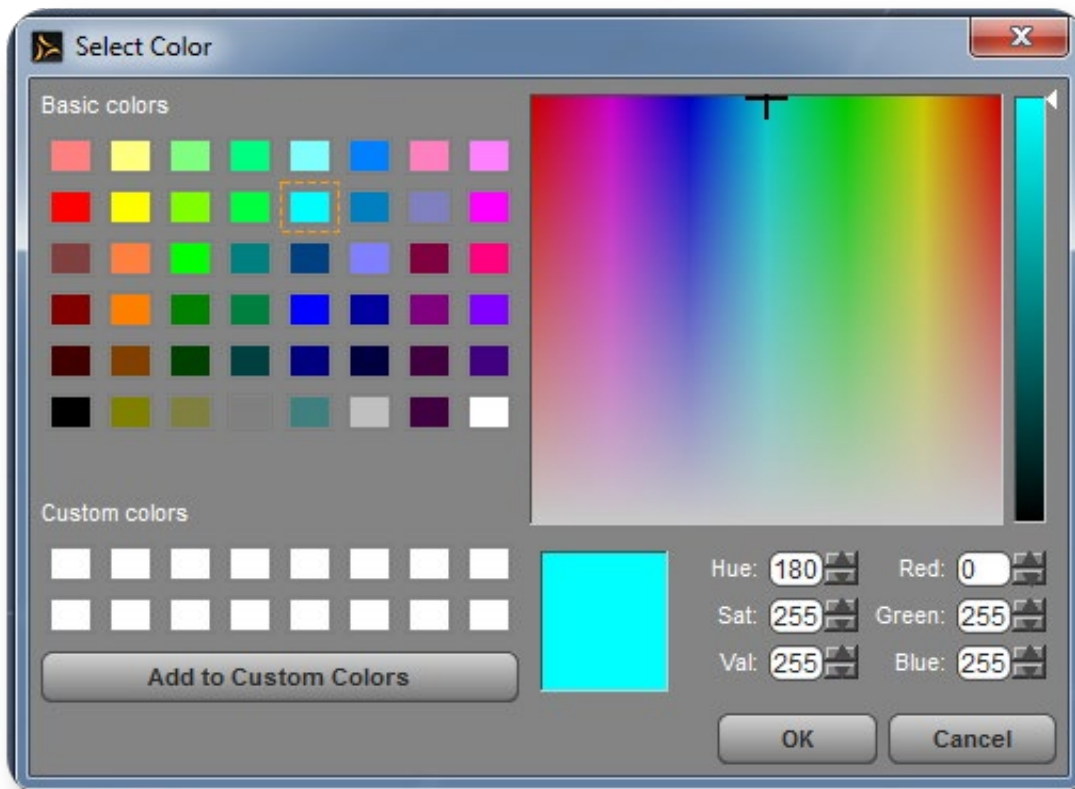 Select Color
Basic colors
Custom colors
Add to Custom Colors
Hue: 180 Red: 0
Sat: 255 Green: 255
Val: 255 Blue: 255
OK Cancel